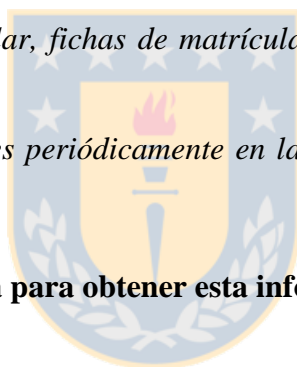 lar, fichas de matrícula
es periódicamente en la
a para obtener esta info